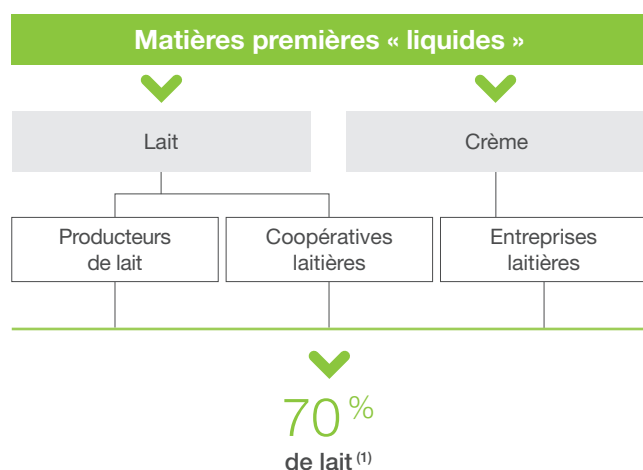 Matières premières « liquides »
Lait
Crème
Producteurs
de lait
Coopératives
laitières
Entreprises
laitières
70 %
de lait (1)